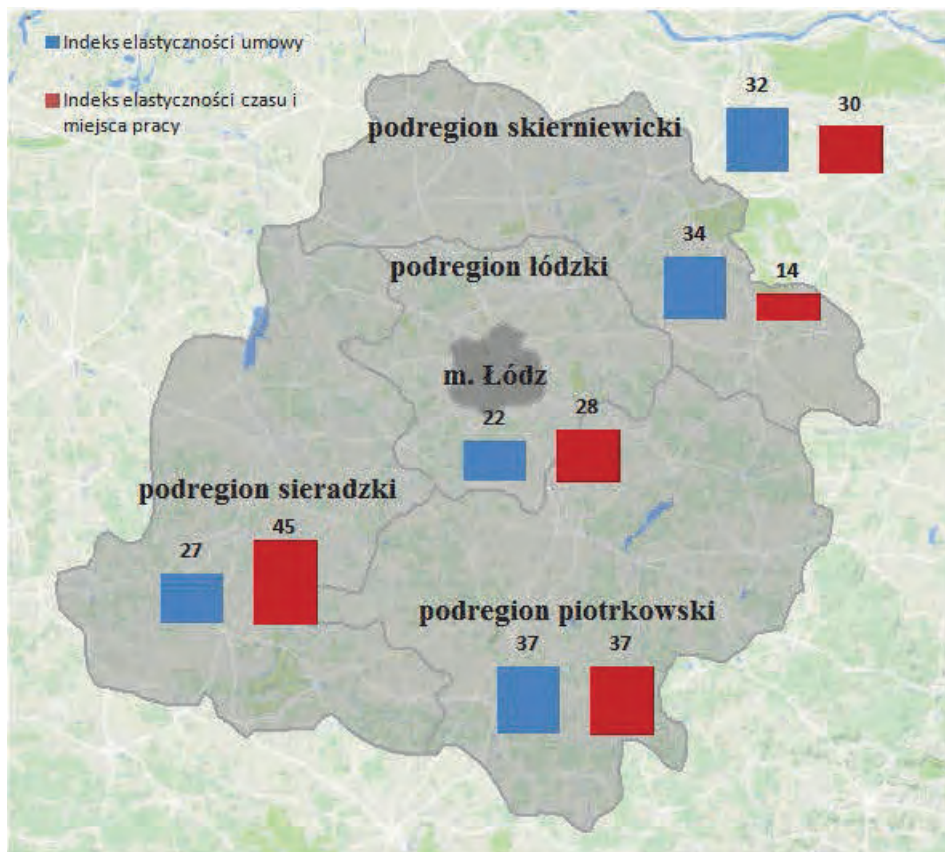 Indeks elastyczności umowy
Indeks elastyczności czasu i
miejsca pracy
podregion skierniewicki
32
30
podregion łódzki
34
14
m. Łódz
22
28
podregion sieradzki
27
45
podregion piotrkowski
37
37